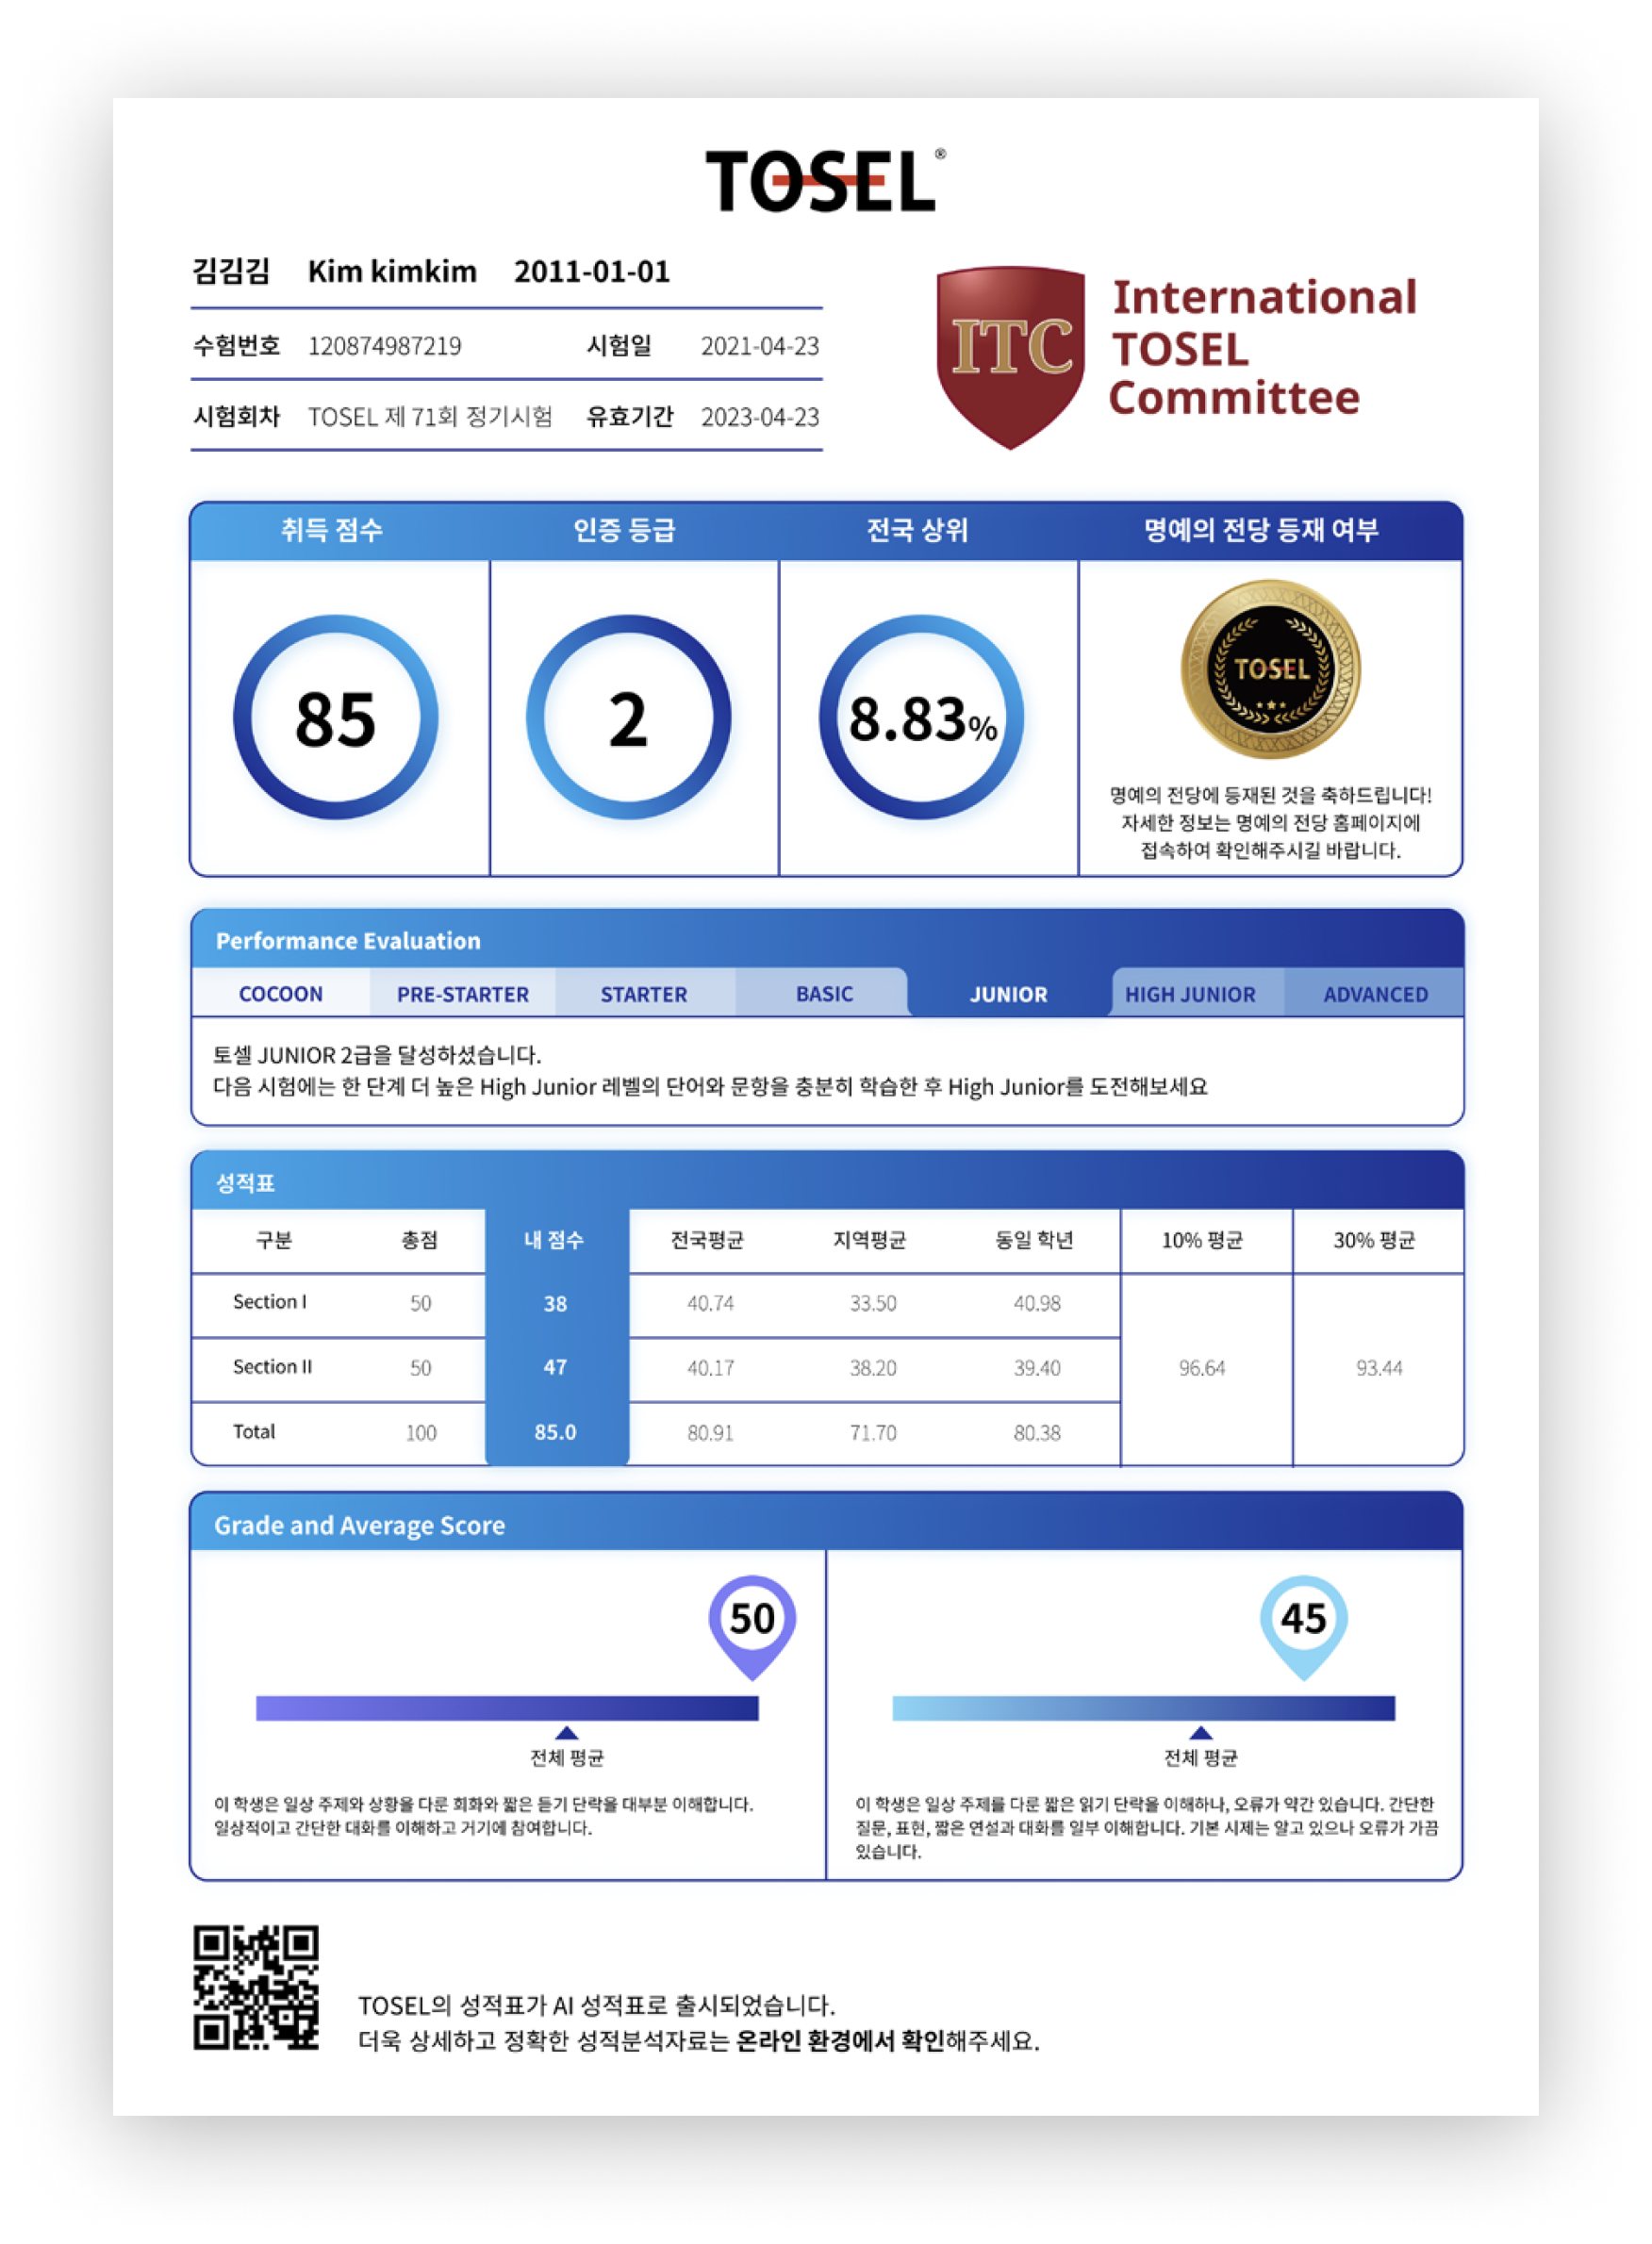 TOSEL®
김김김 Kim kimkim 2011-01-01
수험번호 120874987219 시험일 2021-04-23
시험회차 TOSEL 제 71회 정기시험 유효기간 2023-04-23
ITC
International
TOSEL
Committee
취득 점수 인증 등급 전국 상위 명예의 전당 등재 여부
85 2 8.83%
TOSEL
명예의 전당에 등재된 것을 축하드립니다!
자세한 정보는 명예의 전당 홈페이지에
접속하여 확인해주시길 바랍니다.
Performance Evaluation
COCOON PRE-STARTER STARTER BASIC JUNIOR HIGH JUNIOR ADVANCED
토셀 JUNIOR 2급을 달성하셨습니다.
다음 시험에는 한 단계 더 높은 High Junior 레벨의 단어와 문항을 충분히 학습한 후 High Junior를 도전해보세요
성적표
구분 총점 내 점수 전국평균 지역평균 동일 학년 10% 평균 30% 평균
Section I 50 38 40.74 33.50 40.98
Section II 50 47 40.17 38.20 39.40 96.64 93.44
Total 100 85.0 80.91 71.70 80.38
Grade and Average Score
50
전체 평균
이 학생은 일상 주제와 상황을 다룬 회화와 짧은 듣기 단락을 대부분 이해합니다.
일상적이고 간단한 대화를 이해하고 거기에 참여합니다.
45
전체 평균
이 학생은 일상 주제를 다룬 짧은 읽기 단락을 이해하나, 오류가 약간 있습니다. 간단한
질문, 표현, 짧은 연설과 대화를 일부 이해합니다. 기본 시제는 알고 있으나 오류가 가끔
있습니다.
TOSEL의 성적표가 AI 성적표로 출시되었습니다.
더욱 상세하고 정확한 성적분석자료는 온라인 환경에서 확인해주세요.